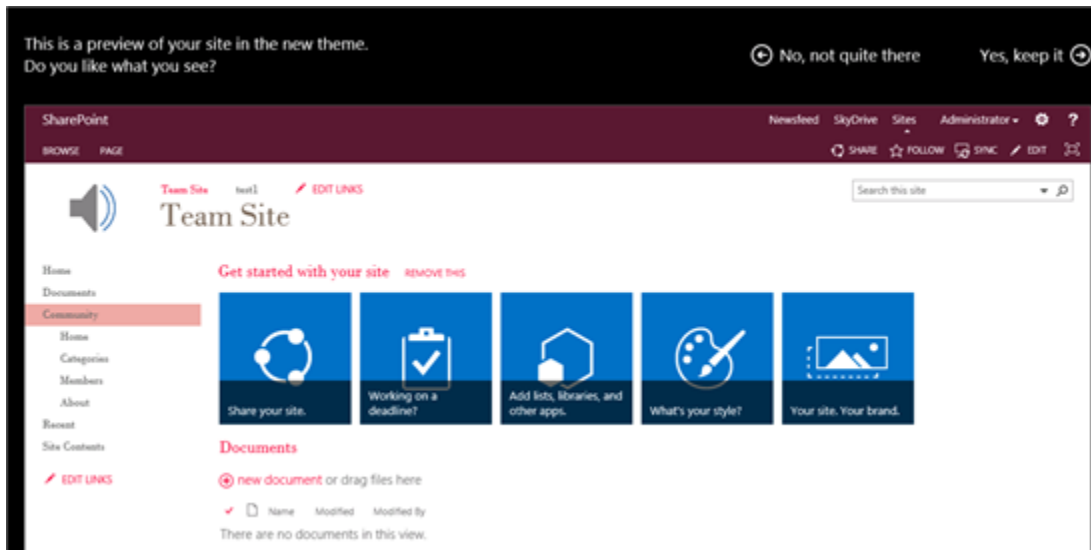 This is a preview of your site in the new theme.
Do you like what you see?
No, not quite there
Yes, keep it
SharePoint
Newsfeed SkyDrive Sites Administrator ?
BROWSE PAGE
SHARE FOLLOW SYNC EDIT
Team Site test1 EDIT LINKS
Team Site
Search this site
Home
Documents
Community
Home
Categories
Members
About
Recent
Site Contents
EDIT LINKS
Get started with your site REMOVE THIS
Share your site.
Working on a
deadline?
Add lists, libraries, and
other apps.
What's your style?
Your site. Your brand.
Documents
new document or drag files here
Name Modified Modified By
There are no documents in this view.